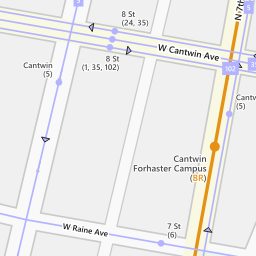 8 St
(24, 35)
N 7th
W Cantwin Ave
8 St
(1, 35, 102)
Cantwin
(5)
102
Cantwin
(5)
Cantwin
Forhaster Campus
(BR)
W Raine Ave
7 St
(6)